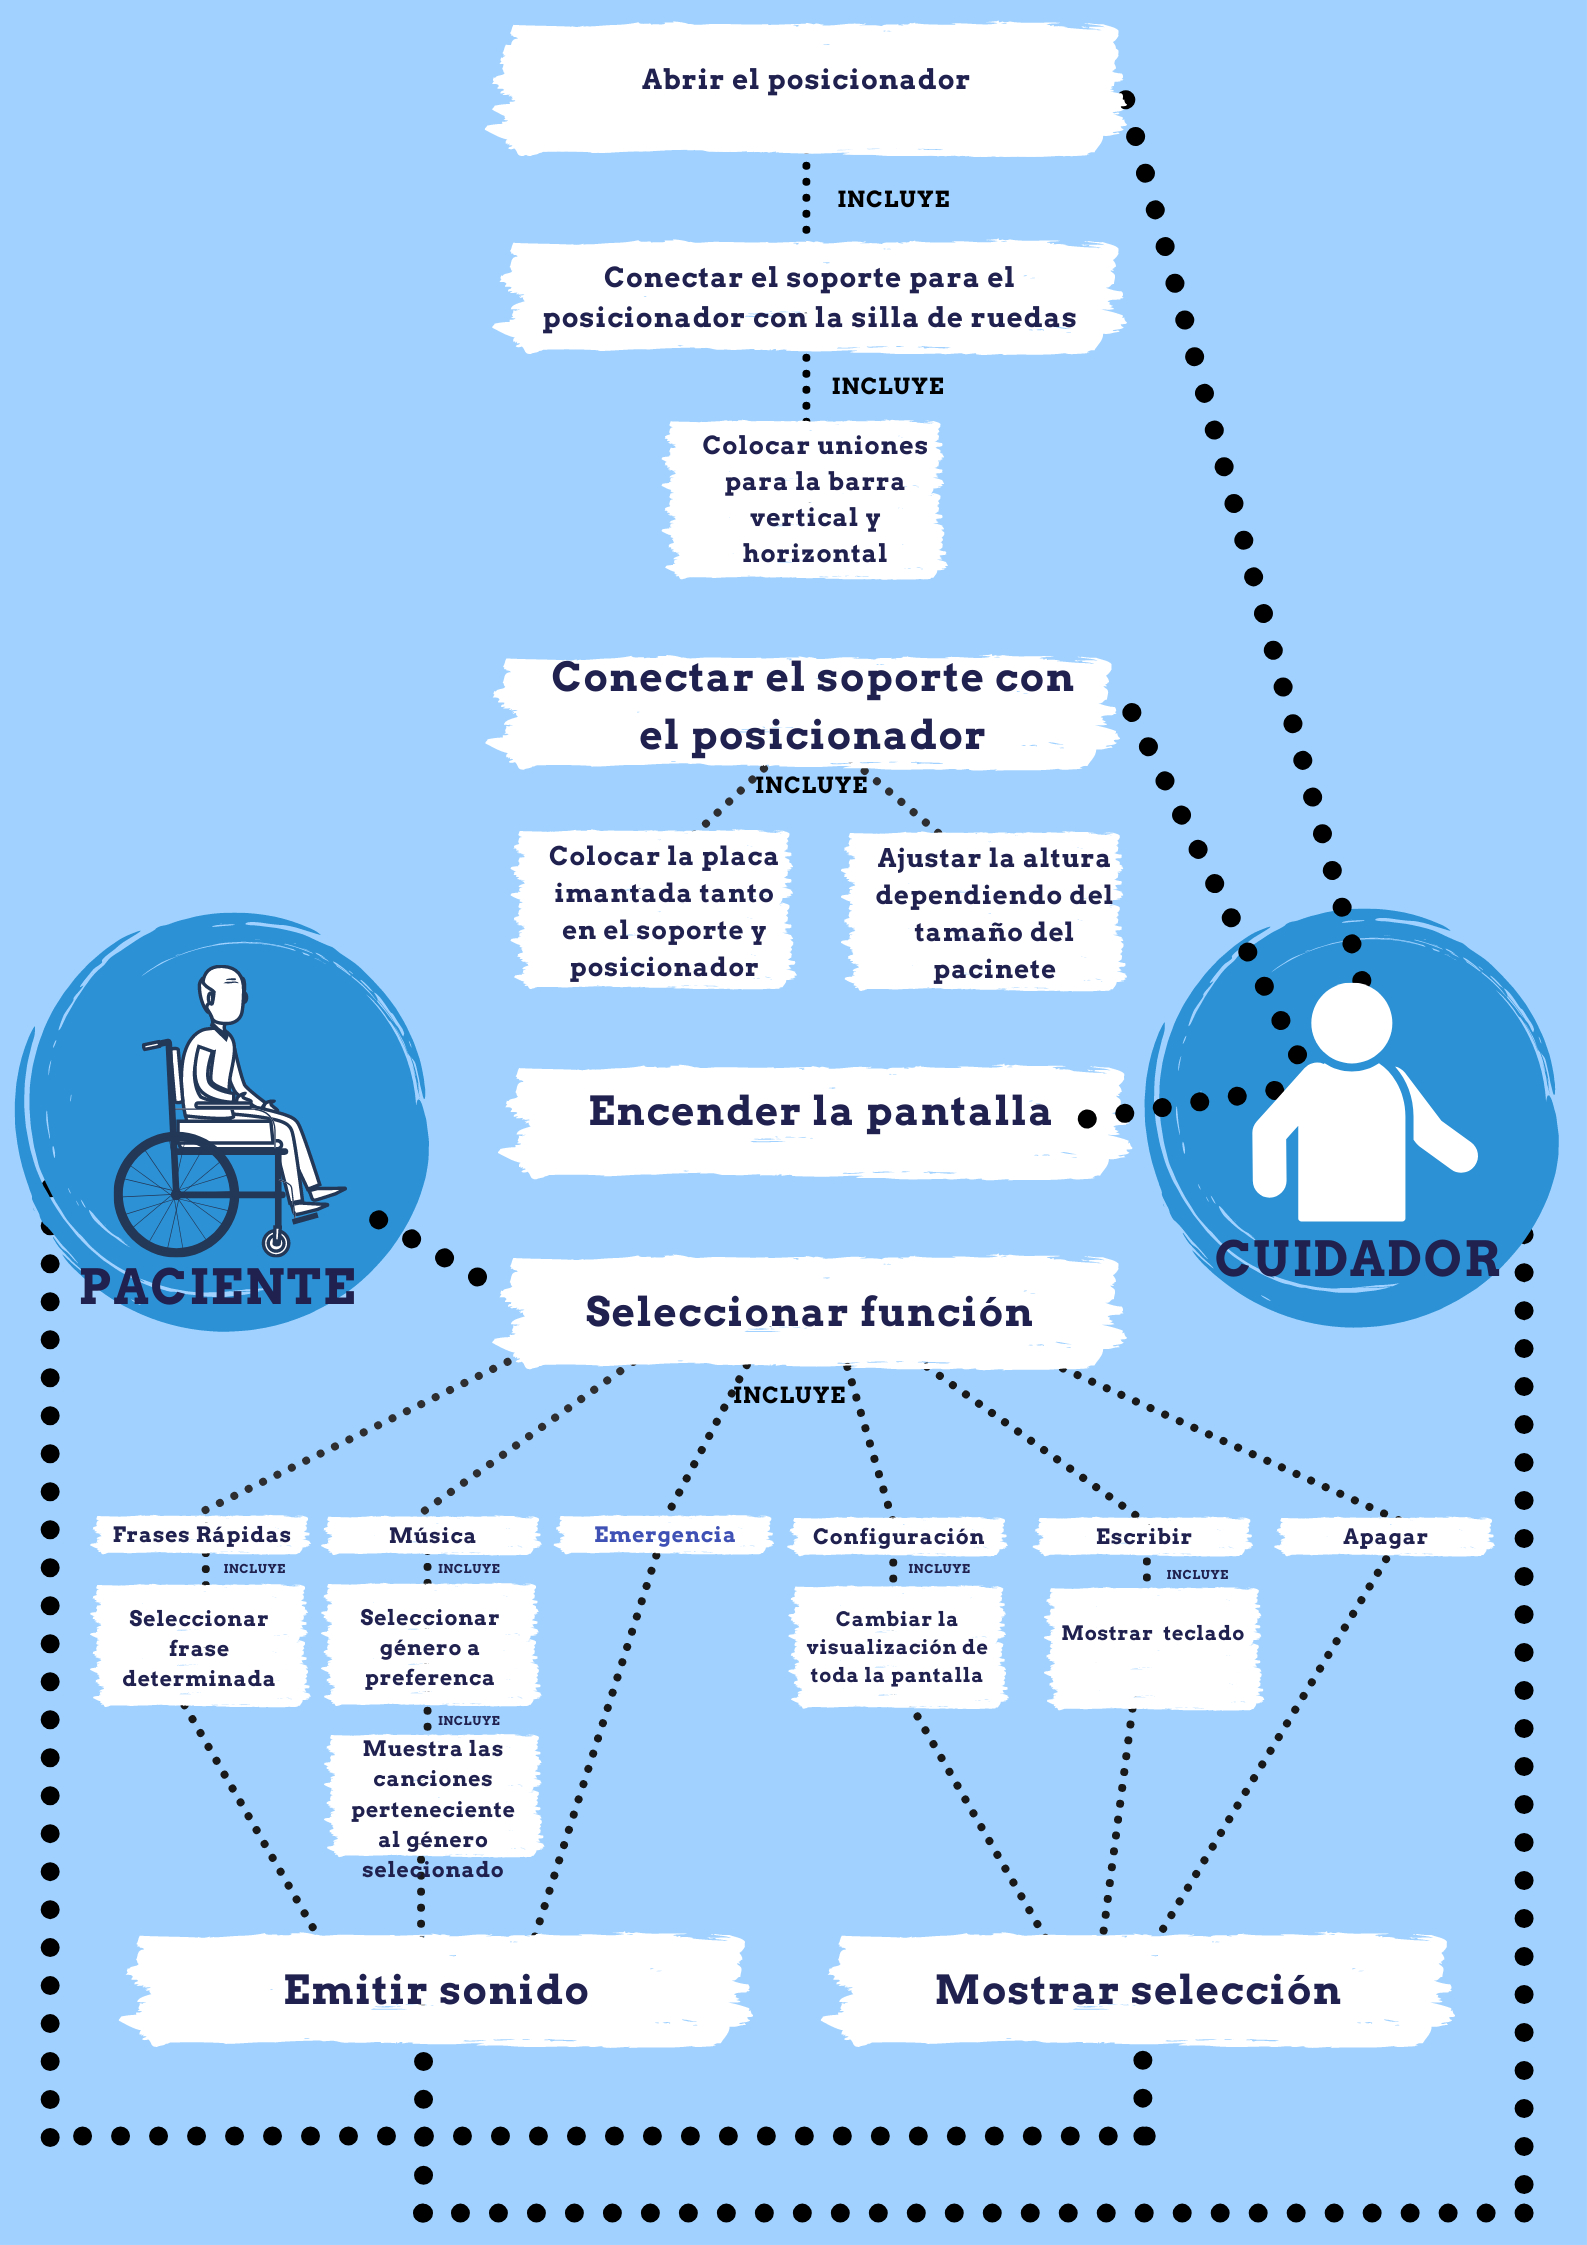 Abrir el posicionador
INCLUYE
Conectar el soporte para el
posicionador con la silla de ruedas
INCLUYE
Colocar uniones
para la barra
vertical y
horizontal
Conectar el soporte con
el posicionador
INCLUYE
Colocar la placa
imantada tanto
en el soporte y
posicionador
Ajustar la altura
dependiendo del
tamaño del
pacinete
Encender la pantalla
PACIENTE
CUIDADOR
Seleccionar función
INCLUYE
Frases Rápidas
Música
Emergencia
Configuración
Escribir
Apagar
INCLUYE
INCLUYE
INCLUYE
INCLUYE
Seleccionar
frase
determinada
Seleccionar
género a
preferenca
Cambiar la
visualización de
toda la pantalla
Mostrar teclado
INCLUYE
Muestra las
canciones
perteneciente
al género
selecionado
Emitir sonido
Mostrar selección